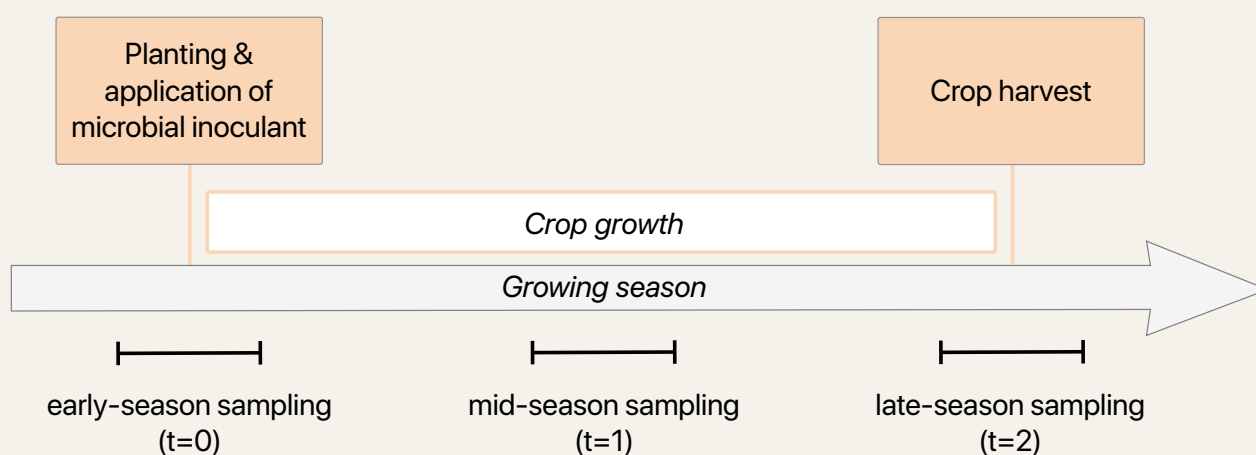 Planting &
application of
microbial inoculant
Crop harvest
Crop growth
Growing season
early-season sampling
(t=0)
mid-season sampling
(t=1)
late-season sampling
(t=2)